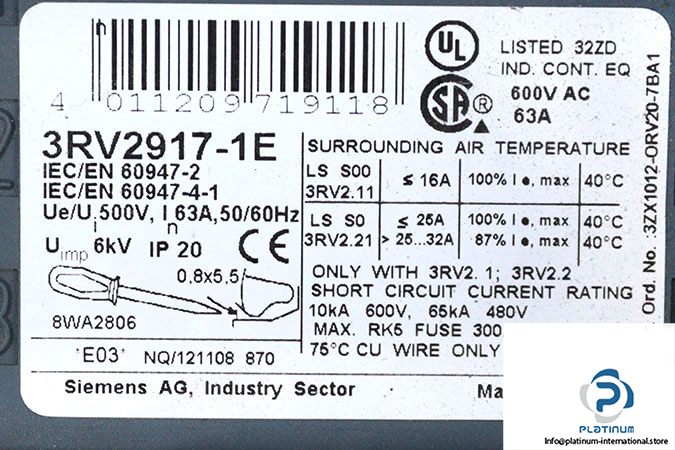 4 011209 719118
UL
LISTED 32ZD
IND. CONT. EQ
SA ®
600V AC
63A
3RV2917-1E
IEC/EN 60947-2
IEC/EN 60947-4-1
Ue/Ui 500V, In 63A, 50/60Hz
Uimp 6kV IP 20 CE
0,8x5,5
8WA2806
SURROUNDING AIR TEMPERATURE
LS S00 3RV2.11 ≤ 16A 100% Ie, max 40°C
LS S0 ≤ 25A 100% Ie, max 40°C
3RV2.21 > 25...32A 87% Ie, max 40°C
ONLY WITH 3RV2.1; 3RV2.2
SHORT CIRCUIT CURRENT RATING
10kA 600V, 65kA 480V
MAX. RK5 FUSE 300
75°C CU WIRE ONLY
*E03* NQ/121108 870
Siemens AG, Industry Sector
Ma
Ord. No.:3ZX1012-0RV20-7BA1
PLATINUM
Info@platinum-international.store